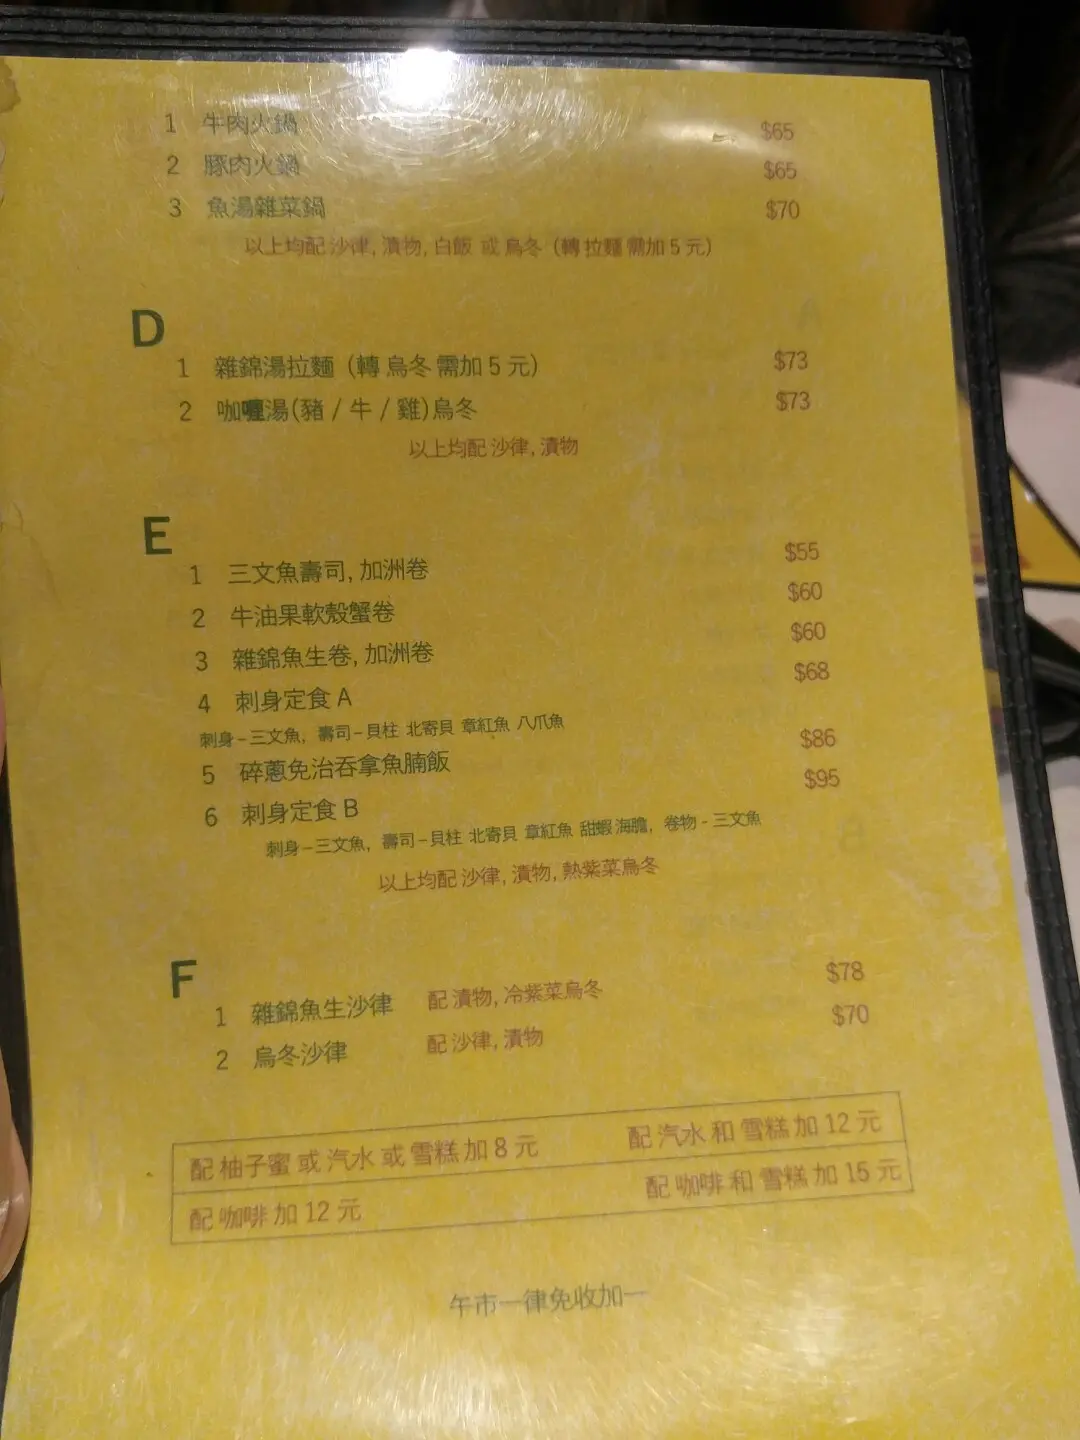 1 牛肉火鍋 $65
2 豚肉火鍋 $65
3 魚湯雜菜鍋 $70
以上均配 沙律, 漬物, 白飯 或 烏冬 (轉 拉麵 需加 5 元)
D
1 雜錦湯拉麵 (轉 烏冬 需加 5 元) $73
2 咖喱湯(豬 / 牛 / 雞)烏冬 $73
以上均配 沙律, 漬物
E
1 三文魚壽司, 加洲卷 $55
2 牛油果軟殼蟹卷 $60
3 雜錦魚生卷, 加洲卷 $60
4 刺身定食 A $68
刺身 – 三文魚, 壽司 – 貝柱 北寄貝 章紅魚 八爪魚
5 碎蔥免治吞拿魚腩飯 $86
6 刺身定食 B $95
刺身 – 三文魚, 壽司 – 貝柱 北寄貝 章紅魚 甜蝦 海膽, 卷物 - 三文魚
以上均配 沙律, 漬物, 熱紫菜烏冬
F
1 雜錦魚生沙律 配 漬物, 冷紫菜烏冬 $78
2 烏冬沙律 配 沙律, 漬物 $70
配 柚子蜜 或 汽水 或 雪糕 加 8 元 配 汽水 和 雪糕 加 12 元
配 咖啡 加 12 元 配 咖啡 和 雪糕 加 15 元
午市一律免收加一